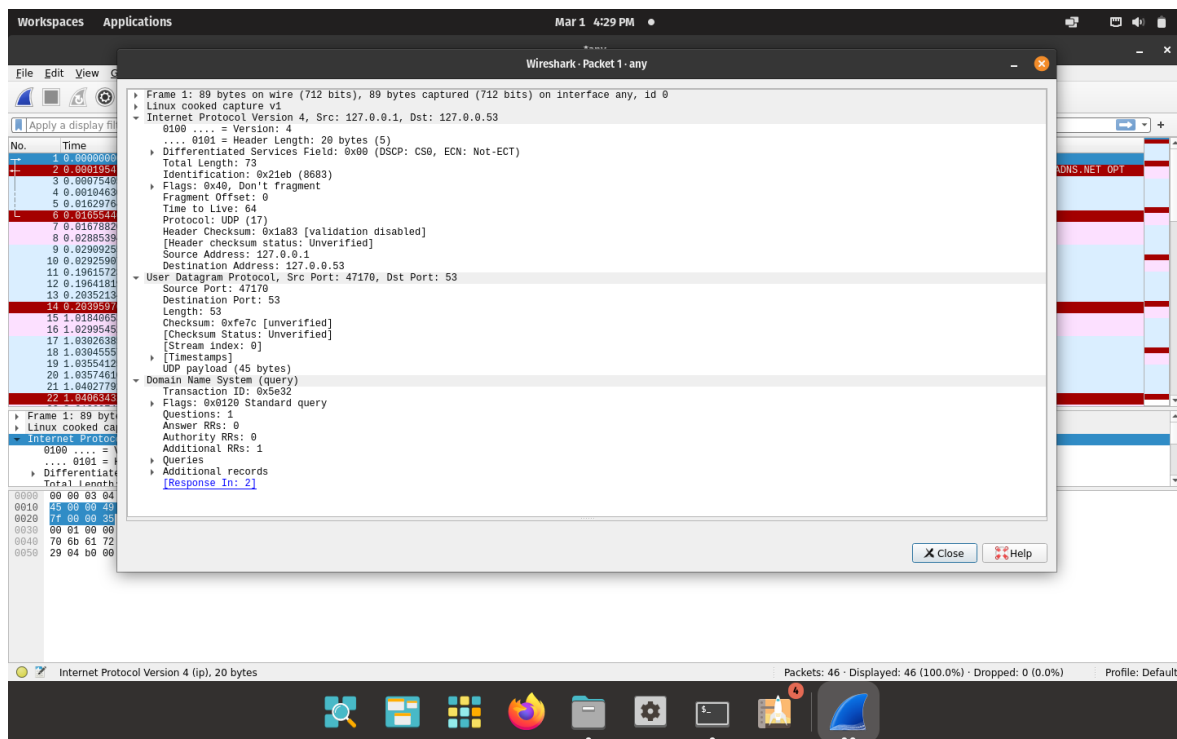 Workspaces Applications Mar 1 4:29 PM
*any
File Edit View
Wireshark · Packet 1 · any
Apply a display
No. Time
1 0.0000000
2 0.0001954 ADNS.NET OPT
3 0.0007540
4 0.0010463
5 0.0162976
6 0.0165544
7 0.0167882
8 0.0288539
9 0.0290925
10 0.0292590
11 0.1961572
12 0.1964181
13 0.2035213
14 0.2039597
15 1.0184065
16 1.0299545
17 1.0302638
18 1.0304555
19 1.0355412
20 1.0357461
21 1.0402779
22 1.0406343
Frame 1: 89 bytes on wire (712 bits), 89 bytes captured (712 bits) on interface any, id 0
Linux cooked capture v1
Internet Protocol Version 4, Src: 127.0.0.1, Dst: 127.0.0.53
0100 .... = Version: 4
.... 0101 = Header Length: 20 bytes (5)
Differentiated Services Field: 0x00 (DSCP: CS0, ECN: Not-ECT)
Total Length: 73
Identification: 0x21eb (8683)
Flags: 0x40, Don't fragment
Fragment Offset: 0
Time to Live: 64
Protocol: UDP (17)
Header Checksum: 0x1a83 [validation disabled]
[Header checksum status: Unverified]
Source Address: 127.0.0.1
Destination Address: 127.0.0.53
User Datagram Protocol, Src Port: 47170, Dst Port: 53
Source Port: 47170
Destination Port: 53
Length: 53
Checksum: 0xfe7c [unverified]
[Checksum Status: Unverified]
[Stream index: 0]
[Timestamps]
UDP payload (45 bytes)
Domain Name System (query)
Transaction ID: 0x5e32
Flags: 0x0120 Standard query
Questions: 1
Answer RRs: 0
Authority RRs: 0
Additional RRs: 1
Queries
Additional records
[Response In: 2]
Close Help
Frame 1: 89 byt
Linux cooked ca
Internet Protoc
0100 .... =
.... 0101 =
Differentiate
Total Length
0000 00 00 03 04
0010 45 00 00 49
0020 7f 00 00 35
0030 00 01 00 00
0040 70 6b 61 72
0050 29 04 b0 00
Internet Protocol Version 4 (ip), 20 bytes Packets: 46 · Displayed: 46 (100.0%) · Dropped: 0 (0.0%) Profile: Default
$_ 4